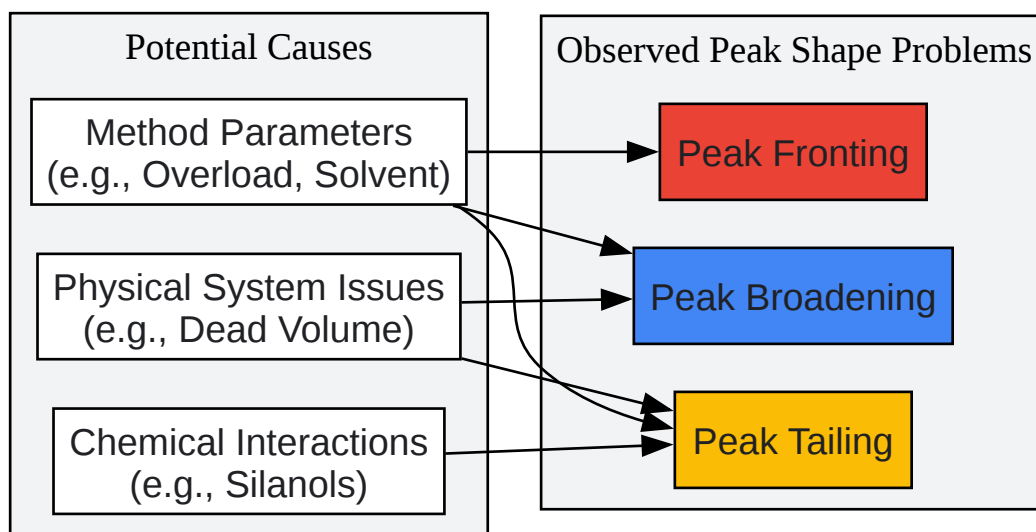 Potential Causes
Method Parameters
(e.g., Overload, Solvent)
Physical System Issues
(e.g., Dead Volume)
Chemical Interactions
(e.g., Silanols)
Observed Peak Shape Problems
Peak Fronting
Peak Broadening
Peak Tailing